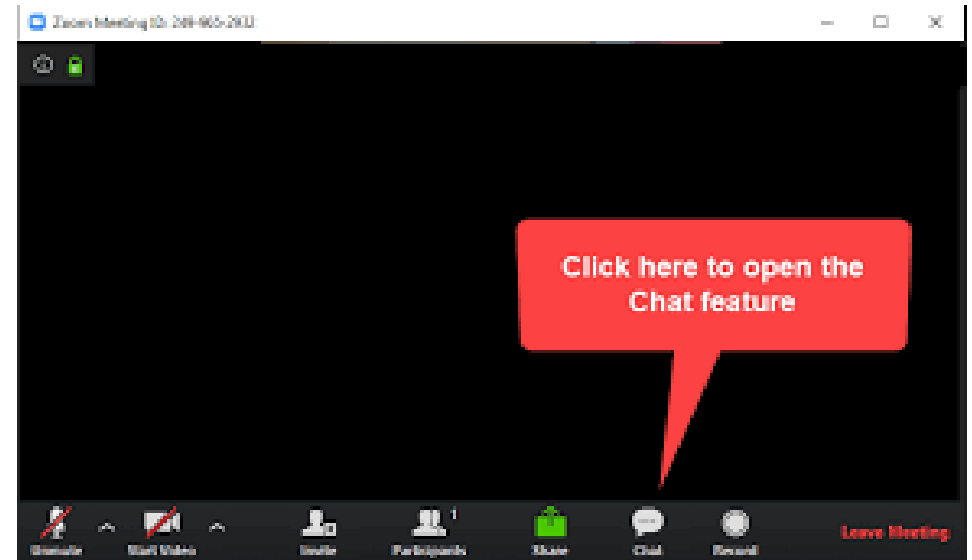 Zoom Meeting ID: 249-965-2932
Click here to open the
Chat feature
1
Unmute
Start Video
Invite
Participants
Share
Chat
Record
Leave Meeting